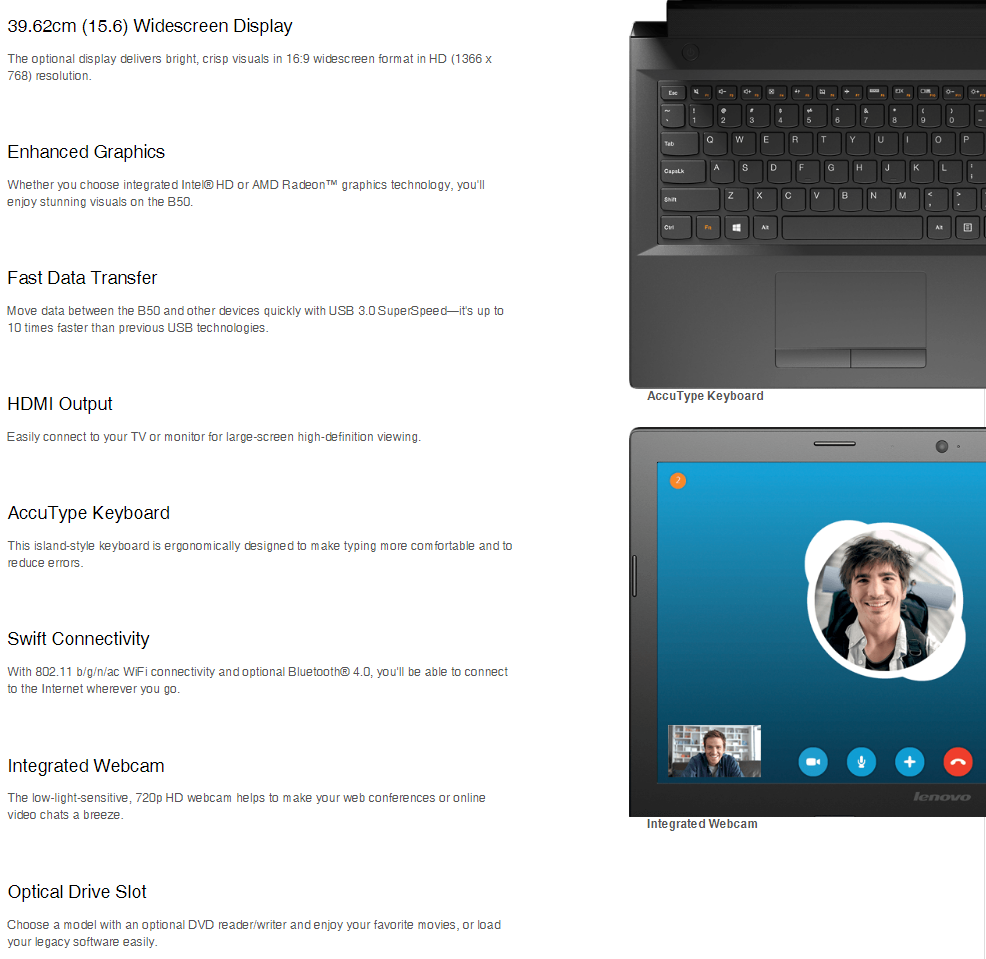 39.62cm (15.6) Widescreen Display
The optional display delivers bright, crisp visuals in 16:9 widescreen format in HD (1366 x
768) resolution.
Enhanced Graphics
Whether you choose integrated Intel® HD or AMD Radeon™ graphics technology, you'll
enjoy stunning visuals on the B50.
Fast Data Transfer
Move data between the B50 and other devices quickly with USB 3.0 SuperSpeed—it's up to
10 times faster than previous USB technologies.
HDMI Output
Easily connect to your TV or monitor for large-screen high-definition viewing.
AccuType Keyboard
This island-style keyboard is ergonomically designed to make typing more comfortable and to
reduce errors.
Swift Connectivity
With 802.11 b/g/n/ac WiFi connectivity and optional Bluetooth® 4.0, you'll be able to connect
to the Internet wherever you go.
Integrated Webcam
The low-light-sensitive, 720p HD webcam helps to make your web conferences or online
video chats a breeze.
Optical Drive Slot
Choose a model with an optional DVD reader/writer and enjoy your favorite movies, or load
your legacy software easily.
Esc
1 2 3 4 5 6 7 8 9 0
Tab Q W E R T Y U I O P
CapsLk A S D F G H J K L
Shift Z X C V B N M < , > .
Ctrl Fn Alt Alt
AccuType Keyboard
2
lenovo
Integrated Webcam